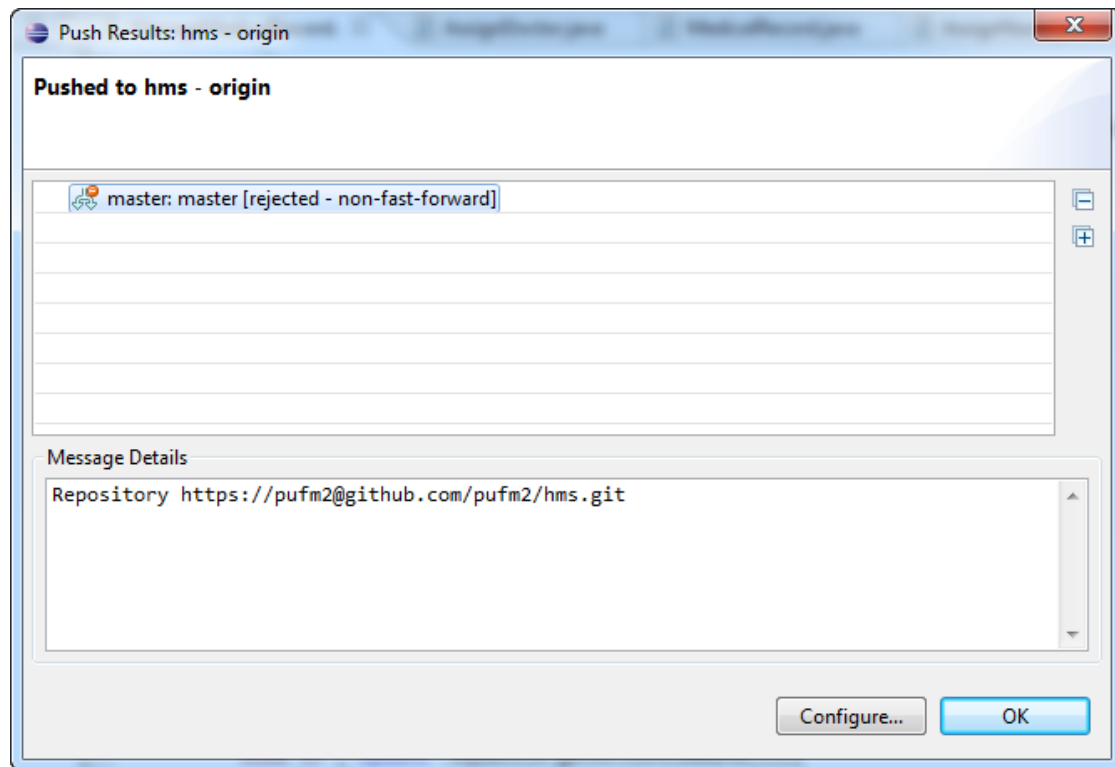 Push Results: hms - origin
Pushed to hms - origin
master: master [rejected - non-fast-forward]
Message Details
Repository https://pufm2@github.com/pufm2/hms.git
Configure...
OK